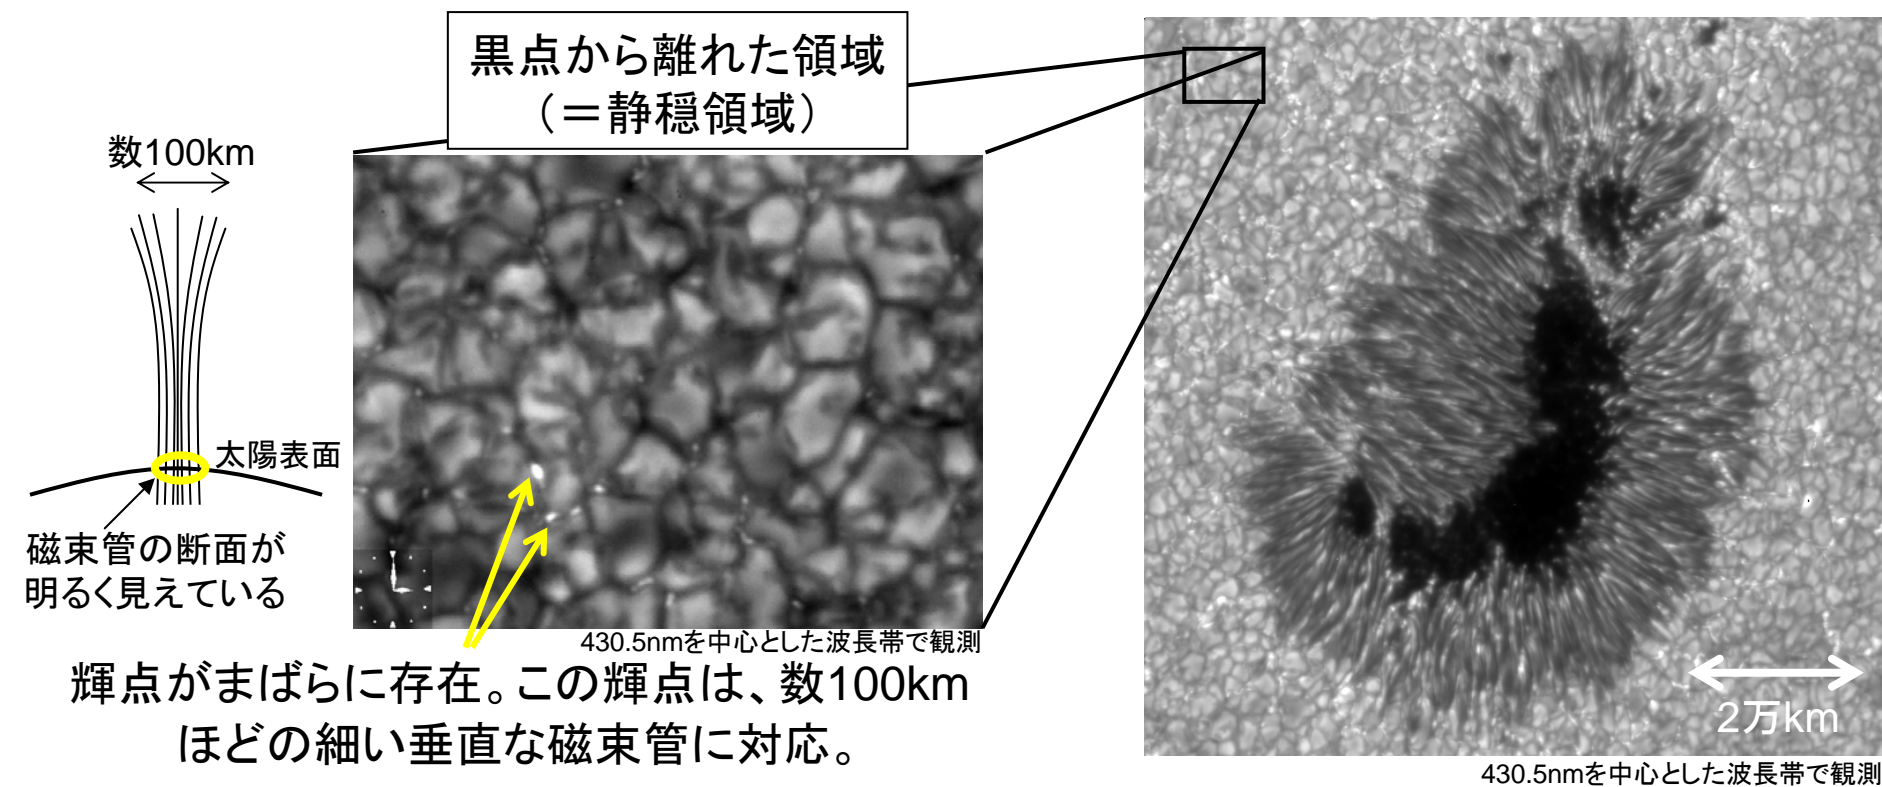 黒点から離れた領域
（＝静穏領域）
数100km
太陽表面
磁束管の断面が
明るく見えている
430.5nmを中心とした波長帯で観測
輝点がまばらに存在。この輝点は、数100km
ほどの細い垂直な磁束管に対応。
2万km
430.5nmを中心とした波長帯で観測